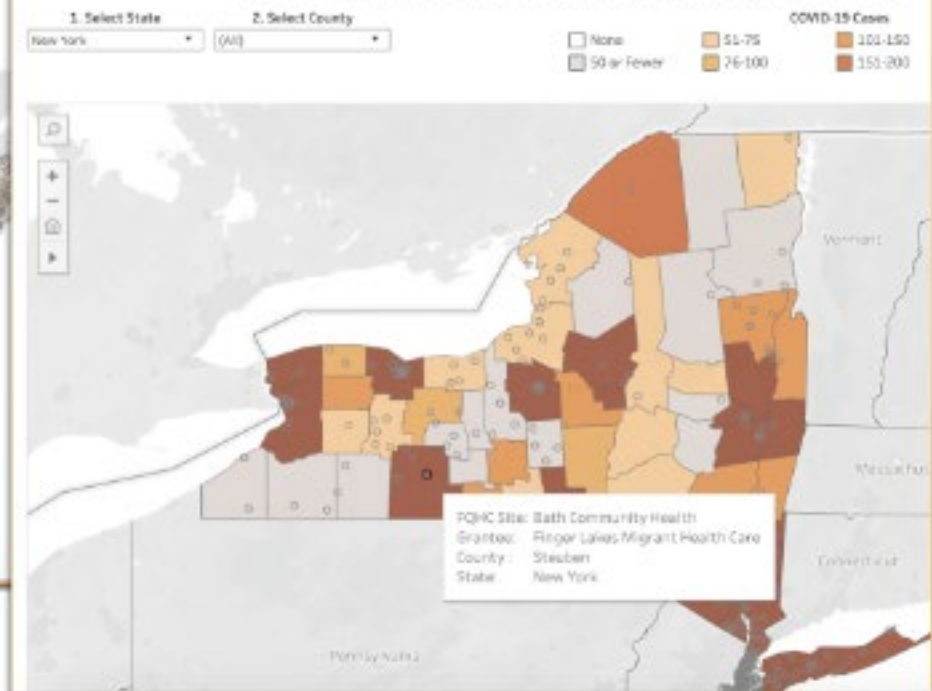 1. Select State
2. Select County
COVID-19 Cases
New York
(All)
None
51-75
101-150
50 or Fewer
76-100
151-200
Vermont
FQHC Site: Bath Community Health
Grantee: Finger Lakes Migrant Health Care
County: Steuben
State: New York
Massachus
Connecticut
Pennsylvania